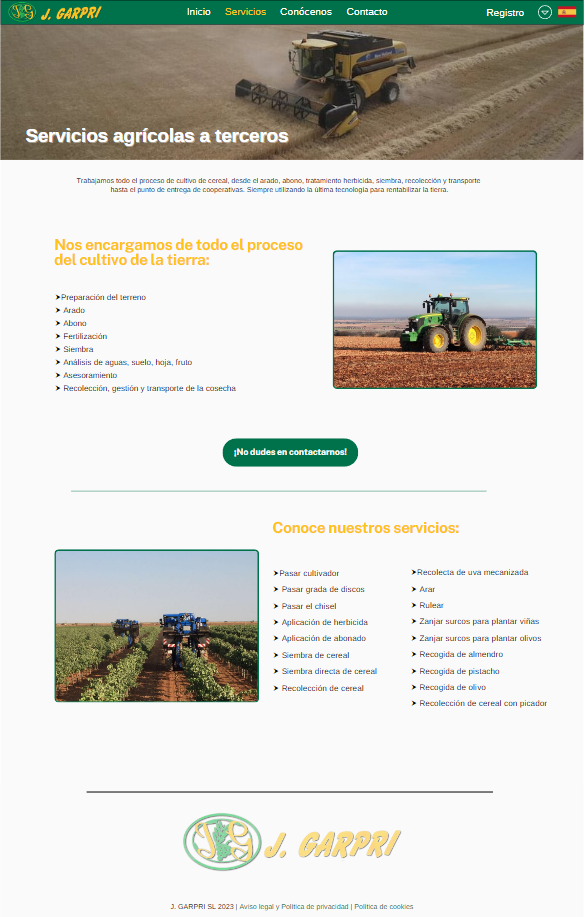 JG J. GARPRI
Inicio Servicios Conócenos Contacto Registro
Servicios agrícolas a terceros
Trabajamos todo el proceso de cultivo de cereal, desde el arado, abono, tratamiento herbicida, siembra, recolección y transporte
hasta el punto de entrega de cooperativas. Siempre utilizando la última tecnología para rentabilizar la tierra.
Nos encargamos de todo el proceso
del cultivo de la tierra:
➤Preparación del terreno
➤ Arado
➤ Abono
➤ Fertilización
➤ Siembra
➤ Análisis de aguas, suelo, hoja, fruto
➤ Asesoramiento
➤ Recolección, gestión y transporte de la cosecha
¡No dudes en contactarnos!
Conoce nuestros servicios:
➤Pasar cultivador
➤ Pasar grada de discos
➤ Pasar el chisel
➤ Aplicación de herbicida
➤ Aplicación de abonado
➤ Siembra de cereal
➤ Siembra directa de cereal
➤ Recolección de cereal
➤Recolecta de uva mecanizada
➤ Arar
➤ Rulear
➤ Zanjar surcos para plantar viñas
➤ Zanjar surcos para plantar olivos
➤ Recogida de almendro
➤ Recogida de pistacho
➤ Recogida de olivo
➤ Recolección de cereal con picador
JG J. GARPRI
J. GARPRI SL 2023 | Aviso legal y Política de privacidad | Política de cookies